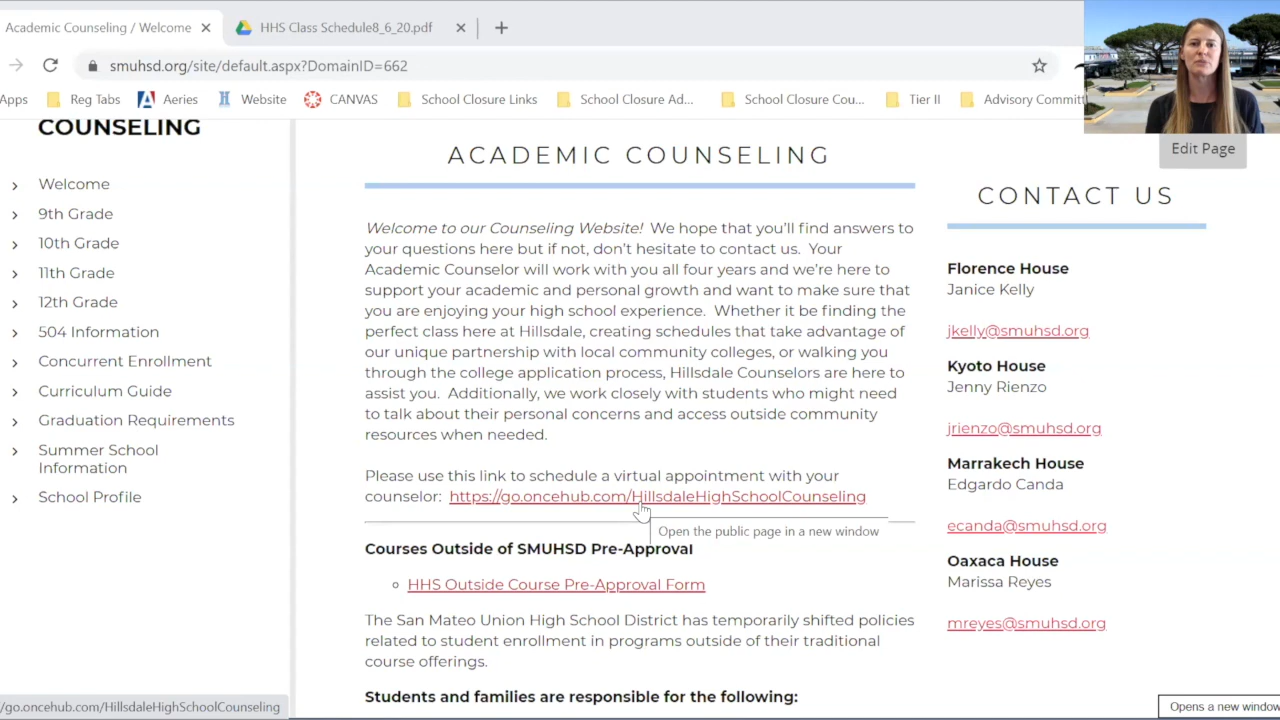 Academic Counseling / Welcome
HHS Class Schedule8_6_20.pdf
smuhsd.org/site/default.aspx?DomainID=662
Apps
Reg Tabs
Aeries
Website
CANVAS
School Closure Links
School Closure Ad...
School Closure Cou...
Tier II
Advisory Committ
COUNSELING
Welcome
9th Grade
10th Grade
11th Grade
12th Grade
504 Information
Concurrent Enrollment
Curriculum Guide
Graduation Requirements
Summer School
Information
School Profile
ACADEMIC COUNSELING
Welcome to our Counseling Website! We hope that you'll find answers to
your questions here but if not, don't hesitate to contact us. Your
Academic Counselor will work with you all four years and we're here to
support your academic and personal growth and want to make sure that
you are enjoying your high school experience. Whether it be finding the
perfect class here at Hillsdale, creating schedules that take advantage of
our unique partnership with local community colleges, or walking you
through the college application process, Hillsdale Counselors are here to
assist you. Additionally, we work closely with students who might need
to talk about their personal concerns and access outside community
resources when needed.
Please use this link to schedule a virtual appointment with your
counselor: https://go.oncehub.com/HillsdaleHighSchoolCounseling
Open the public page in a new window
Courses Outside of SMUHSD Pre-Approval
HHS Outside Course Pre-Approval Form
The San Mateo Union High School District has temporarily shifted policies
related to student enrollment in programs outside of their traditional
course offerings.
Students and families are responsible for the following:
Edit Page
CONTACT US
Florence House
Janice Kelly
jkelly@smuhsd.org
Kyoto House
Jenny Rienzo
jrienzo@smuhsd.org
Marrakech House
Edgardo Canda
ecanda@smuhsd.org
Oaxaca House
Marissa Reyes
mreyes@smuhsd.org
/go.oncehub.com/HillsdaleHighSchoolCounseling
Opens a new window